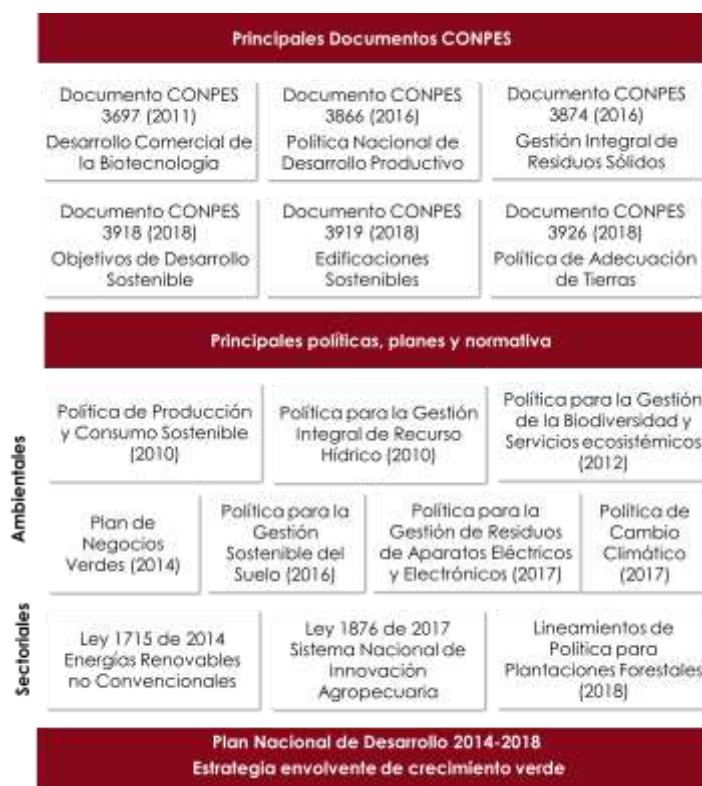 Principales Documentos CONPES
Documento CONPES
3697 (2011)
Desarrollo Comercial de
la Biotecnología
Documento CONPES
3866 (2016)
Política Nacional de
Desarrollo Productivo
Documento CONPES
3874 (2016)
Gestión Integral de
Residuos Sólidos
Documento CONPES
3918 (2018)
Objetivos de Desarrollo
Sostenible
Documento CONPES
3919 (2018)
Edificaciones
Sostenibles
Documento CONPES
3926 (2018)
Política de Adecuación
de Tierras
Principales políticas, planes y normativa
Ambientales
Política de Producción
y Consumo Sostenible
(2010)
Política para la Gestión
Integral de Recurso
Hídrico (2010)
Política para la Gestión
de la Biodiversidad y
Servicios ecosistémicos
(2012)
Plan de
Negocios
Verdes (2014)
Política para la
Gestión
Sostenible del
Suelo (2016)
Política para la
Gestión de Residuos
de Aparatos Eléctricos
y Electrónicos (2017)
Política de
Cambio
Climático
(2017)
Sectoriales
Ley 1715 de 2014
Energías Renovables
no Convencionales
Ley 1876 de 2017
Sistema Nacional de
Innovación
Agropecuaria
Lineamientos de
Política para
Plantaciones Forestales
(2018)
Plan Nacional de Desarrollo 2014-2018
Estrategia envolvente de crecimiento verde